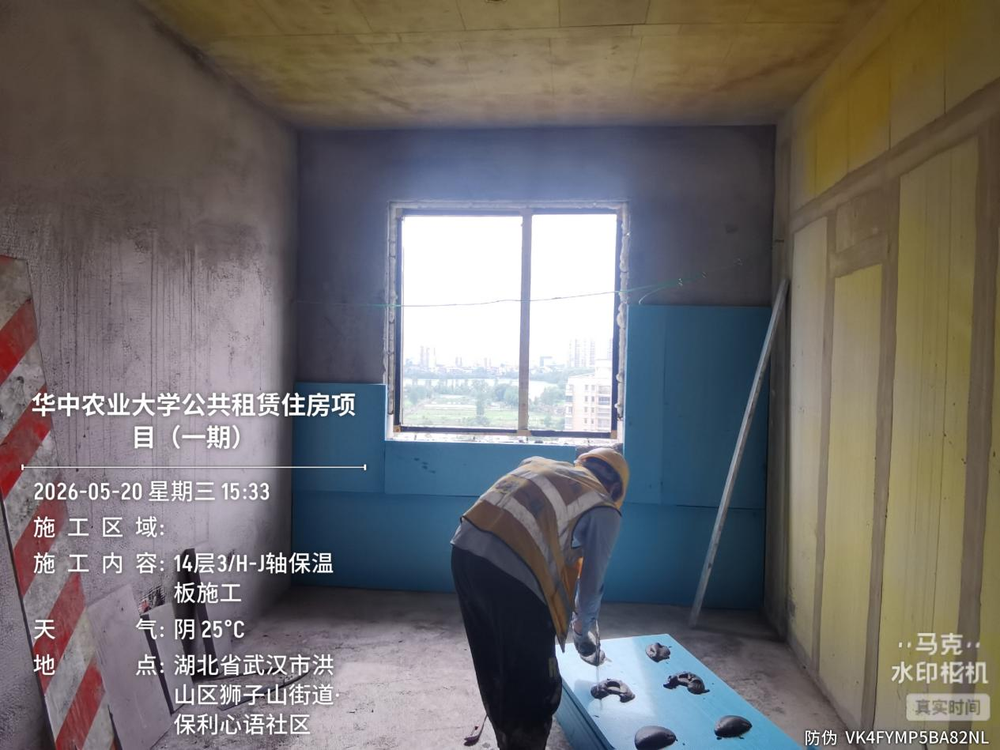 华中农业大学公共租赁住房项
目（一期）
2026-05-20 星期三 15:33
施工区域:
施工内容: 14层3/H-J轴保温
板施工
天气: 阴 25°C
地点: 湖北省武汉市洪
山区狮子山街道·
保利心语社区
马克
水印相机
真实时间
防伪 VK4FYMP5BA82NL